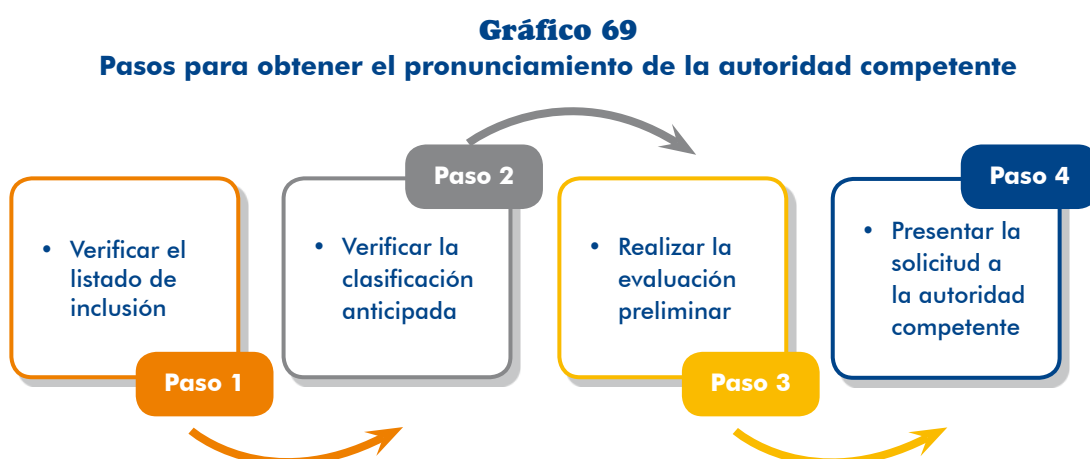 Gráfico 69
Pasos para obtener el pronunciamiento de la autoridad competente
• Verificar el
listado de
inclusión
Paso 1
Paso 2
• Verificar la
clasificación
anticipada
• Realizar la
evaluación
preliminar
Paso 3
Paso 4
• Presentar la
solicitud a
la autoridad
competente